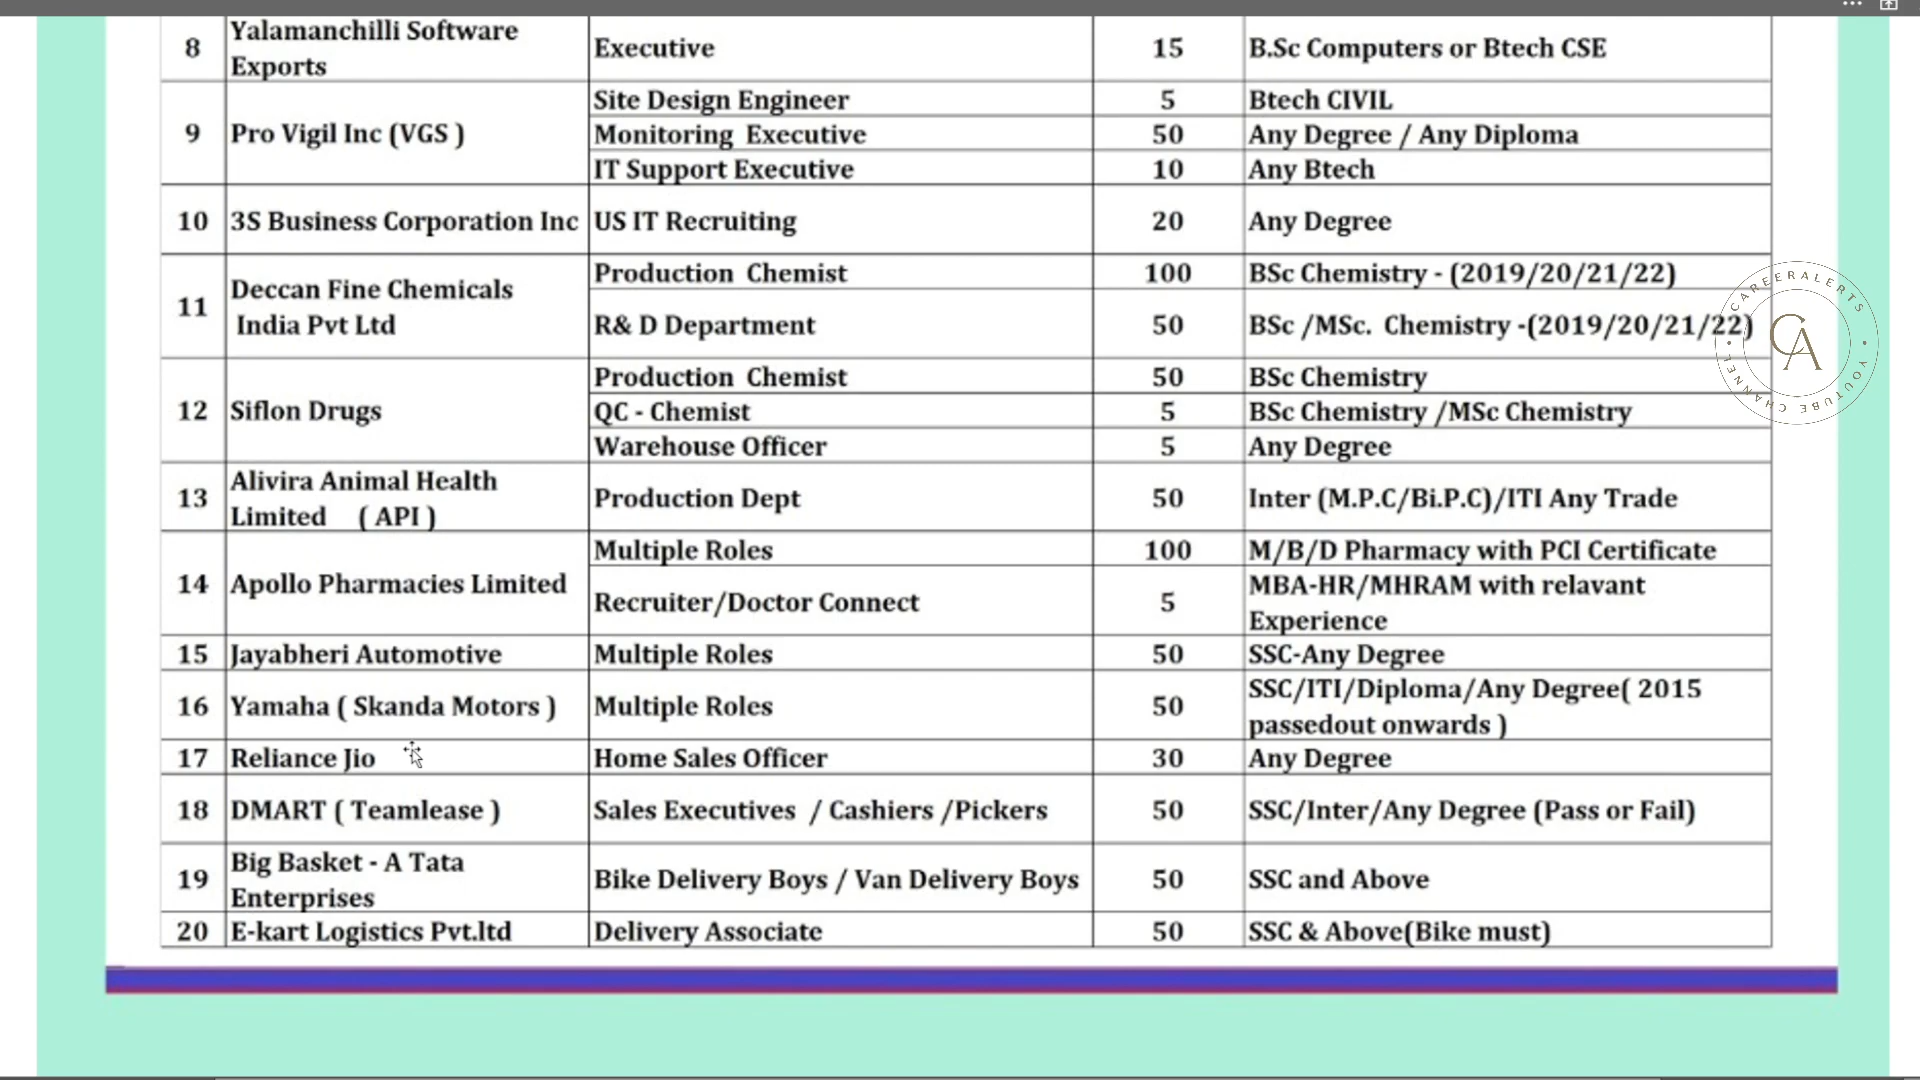 8 Yalamanchilli Software Exports Executive 15 B.Sc Computers or Btech CSE
9 Pro Vigil Inc (VGS ) Site Design Engineer 5 Btech CIVIL
Monitoring Executive 50 Any Degree / Any Diploma
IT Support Executive 10 Any Btech
10 3S Business Corporation Inc US IT Recruiting 20 Any Degree
11 Deccan Fine Chemicals India Pvt Ltd Production Chemist 100 BSc Chemistry - (2019/20/21/22)
R& D Department 50 BSc /MSc. Chemistry -(2019/20/21/22)
12 Siflon Drugs Production Chemist 50 BSc Chemistry
QC - Chemist 5 BSc Chemistry /MSc Chemistry
Warehouse Officer 5 Any Degree
13 Alivira Animal Health Limited ( API ) Production Dept 50 Inter (M.P.C/Bi.P.C)/ITI Any Trade
14 Apollo Pharmacies Limited Multiple Roles 100 M/B/D Pharmacy with PCI Certificate
Recruiter/Doctor Connect 5 MBA-HR/MHRAM with relavant Experience
15 Jayabheri Automotive Multiple Roles 50 SSC-Any Degree
16 Yamaha ( Skanda Motors ) Multiple Roles 50 SSC/ITI/Diploma/Any Degree( 2015 passedout onwards )
17 Reliance Jio Home Sales Officer 30 Any Degree
18 DMART ( Teamlease ) Sales Executives / Cashiers /Pickers 50 SSC/Inter/Any Degree (Pass or Fail)
19 Big Basket - A Tata Enterprises Bike Delivery Boys / Van Delivery Boys 50 SSC and Above
20 E-kart Logistics Pvt.ltd Delivery Associate 50 SSC & Above(Bike must)
CAREERALERTS
CA
YOUTUBE CHANNEL